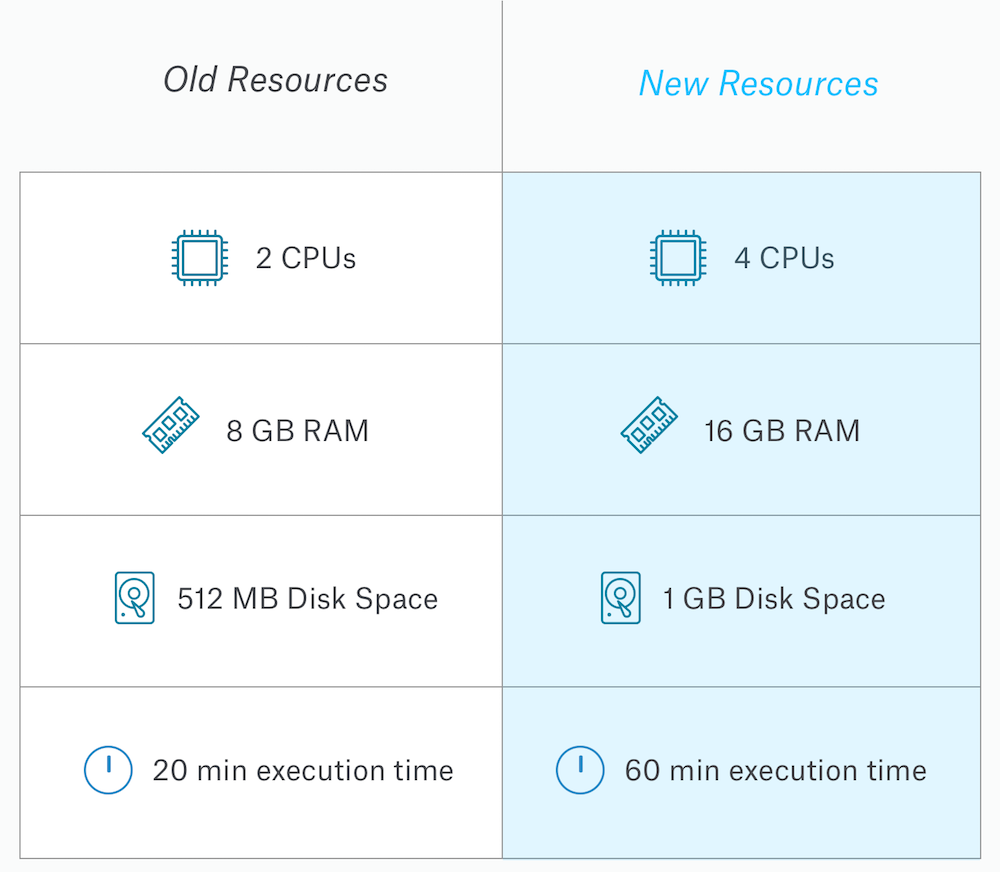 Old Resources
New Resources
2 CPUs
4 CPUs
8 GB RAM
16 GB RAM
512 MB Disk Space
1 GB Disk Space
20 min execution time
60 min execution time